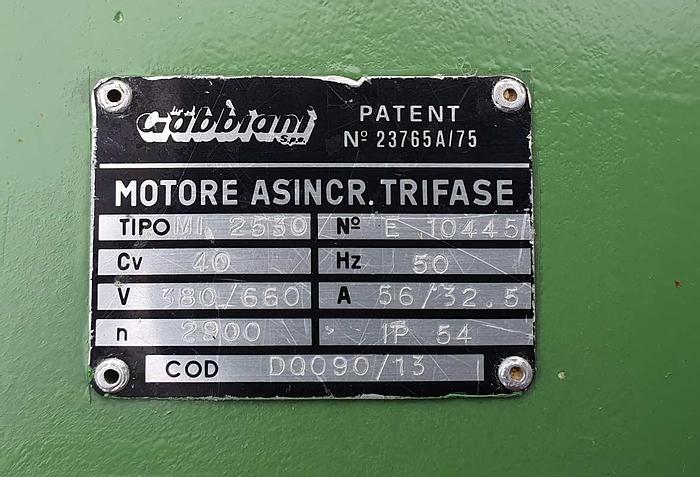 Gabbiani S.p.a.
PATENT
Nº 23765A/75
MOTORE ASINCR. TRIFASE
TIPO MI 2530 Nº E 10445
Cv 40 Hz 50
V 380/660 A 56/32.5
n 2900 IP 54
COD DQ090/13